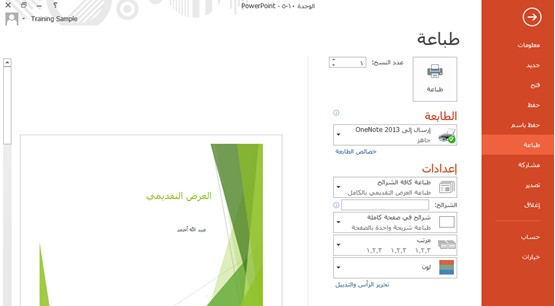 الوحدة ١٠-٥ - PowerPoint
Training Sample
معلومات
جديد
فتح
حفظ
حفظ باسم
طباعة
مشاركة
تصدير
إغلاق
حساب
خيارات
طباعة
طباعة
عدد النسخ: ١
الطابعة
إرسال إلى OneNote 2013
جاهز
خصائص الطابعة
إعدادات
طباعة كافة الشرائح
طباعة العرض التقديمي بالكامل
الشرائح:
شرائح في صفحة كاملة
طباعة شريحة واحدة بالصفحة
مرتب
١,٢,٣ ١,٢,٣ ١,٢,٣
لون
تحرير الرأس والتذييل
العرض التقديمي
عبد الله أحمد